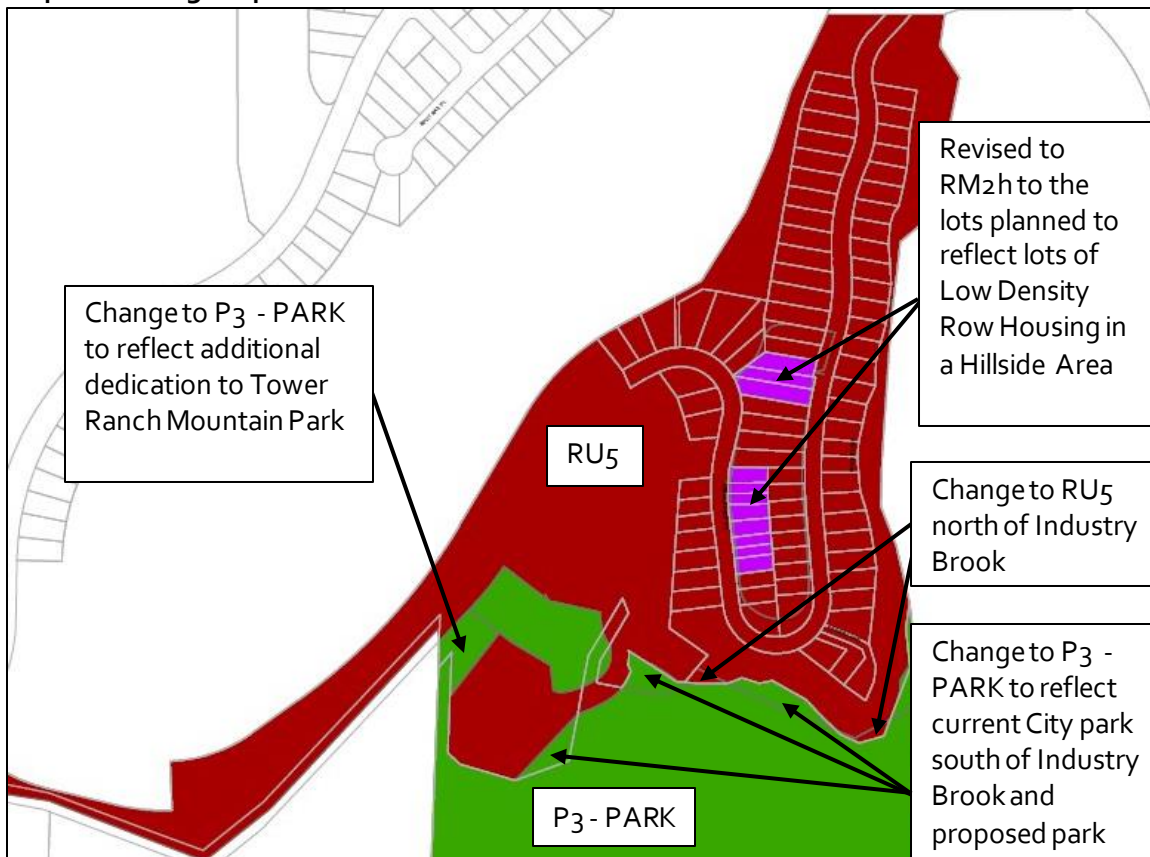 Revised to
RM2h to the
lots planned to
reflect lots of
Low Density
Row Housing in
a Hillside Area
Change to P3 - PARK
to reflect additional
dedication to Tower
Ranch Mountain Park
RU5
Change to RU5
north of Industry
Brook
Change to P3 -
PARK to reflect
current City park
south of Industry
Brook and
proposed park
P3 - PARK